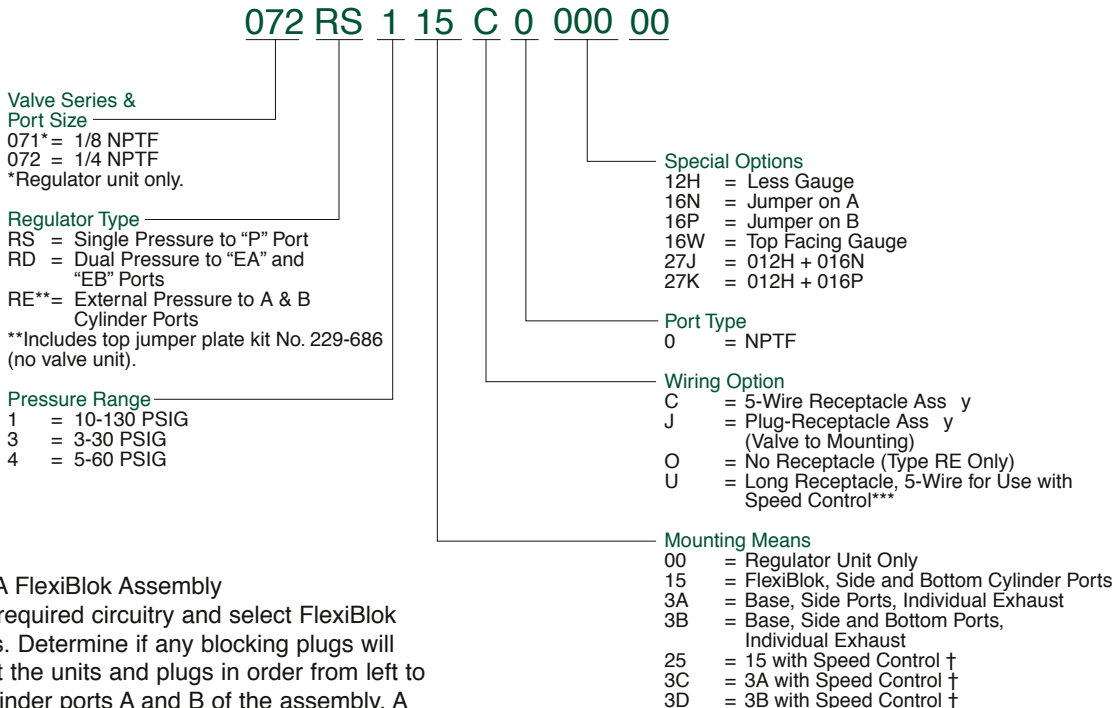 072 RS 1 15 C 0 000 00
Valve Series &
Port Size
071* = 1/8 NPTF
072 = 1/4 NPTF
*Regulator unit only.
Regulator Type
RS = Single Pressure to “P” Port
RD = Dual Pressure to “EA” and
“EB” Ports
RE**= External Pressure to A & B
Cylinder Ports
**Includes top jumper plate kit No. 229-686
(no valve unit).
Pressure Range
1 = 10-130 PSIG
3 = 3-30 PSIG
4 = 5-60 PSIG
A FlexiBlok Assembly
required circuitry and select FlexiBlok
s. Determine if any blocking plugs will
t the units and plugs in order from left to
inder ports A and B of the assembly. A
Special Options
12H = Less Gauge
16N = Jumper on A
16P = Jumper on B
16W = Top Facing Gauge
27J = 012H + 016N
27K = 012H + 016P
Port Type
0 = NPTF
Wiring Option
C = 5-Wire Receptacle Ass y
J = Plug-Receptacle Ass y
(Valve to Mounting)
O = No Receptacle (Type RE Only)
U = Long Receptacle, 5-Wire for Use with
Speed Control***
Mounting Means
00 = Regulator Unit Only
15 = FlexiBlok, Side and Bottom Cylinder Ports
3A = Base, Side Ports, Individual Exhaust
3B = Base, Side and Bottom Ports,
Individual Exhaust
25 = 15 with Speed Control †
3C = 3A with Speed Control †
3D = 3B with Speed Control †